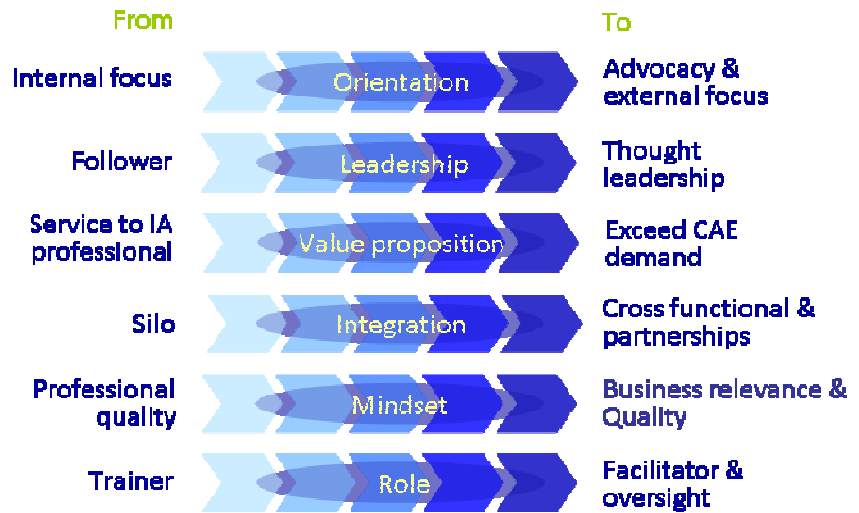 From
To
Internal focus
Orientation
Advocacy &
external focus
Follower
Leadership
Thought
leadership
Service to IA
professional
Value proposition
Exceed CAE
demand
Silo
Integration
Cross functional &
partnerships
Professional
quality
Mindset
Business relevance &
Quality
Trainer
Role
Facilitator &
oversight